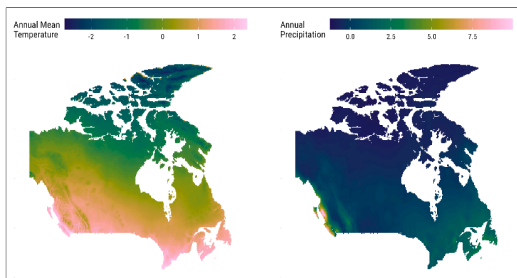 Annual Mean
Temperature
-2 -1 0 1 2
Annual
Precipitation
0.0 2.5 5.0 7.5